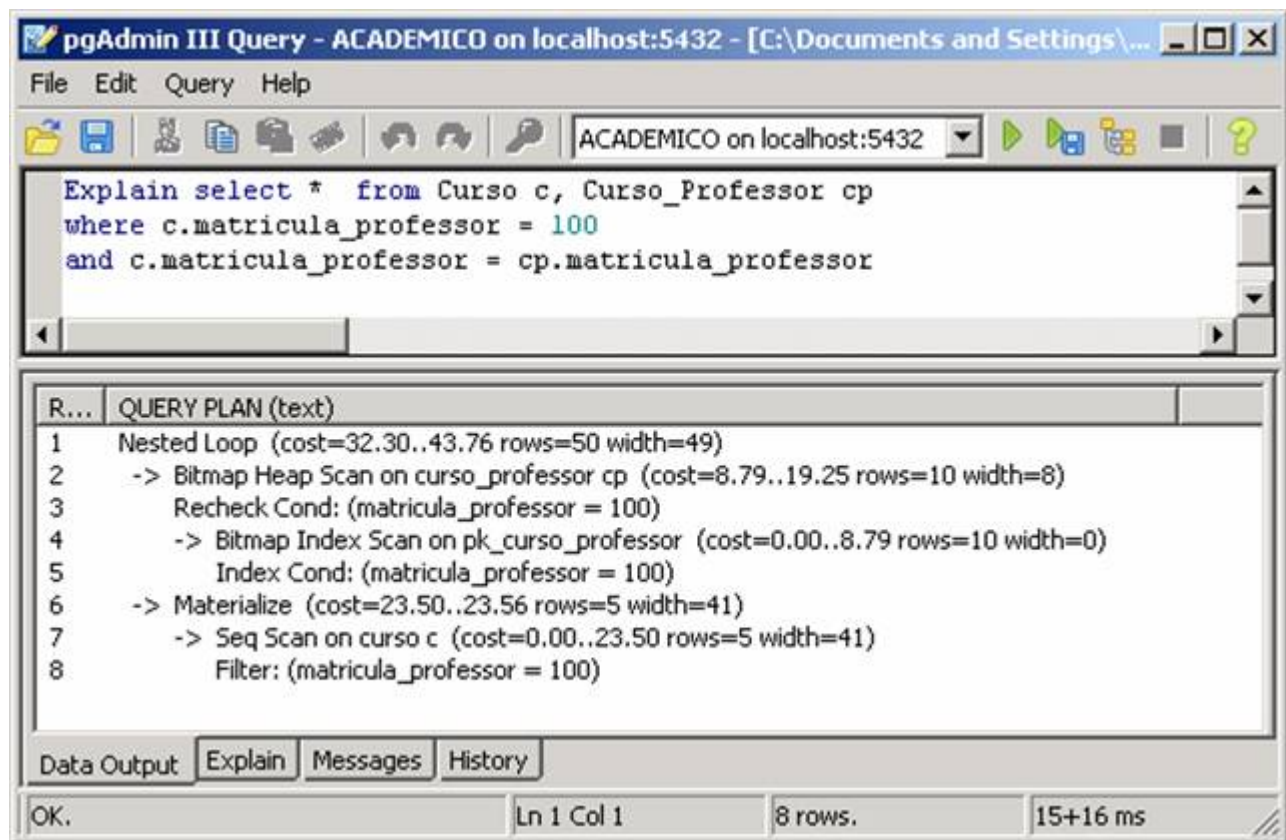 pgAdmin III Query - ACADEMICO on localhost:5432 - [C:\Documents and Settings\...
File Edit Query Help
ACADEMICO on localhost:5432
Explain select * from Curso c, Curso_Professor cp
where c.matricula_professor = 100
and c.matricula_professor = cp.matricula_professor
R... QUERY PLAN (text)
1 Nested Loop (cost=32.30..43.76 rows=50 width=49)
2 -> Bitmap Heap Scan on curso_professor cp (cost=8.79..19.25 rows=10 width=8)
3 Recheck Cond: (matricula_professor = 100)
4 -> Bitmap Index Scan on pk_curso_professor (cost=0.00..8.79 rows=10 width=0)
5 Index Cond: (matricula_professor = 100)
6 -> Materialize (cost=23.50..23.56 rows=5 width=41)
7 -> Seq Scan on curso c (cost=0.00..23.50 rows=5 width=41)
8 Filter: (matricula_professor = 100)
Data Output Explain Messages History
OK. Ln 1 Col 1 8 rows. 15+16 ms